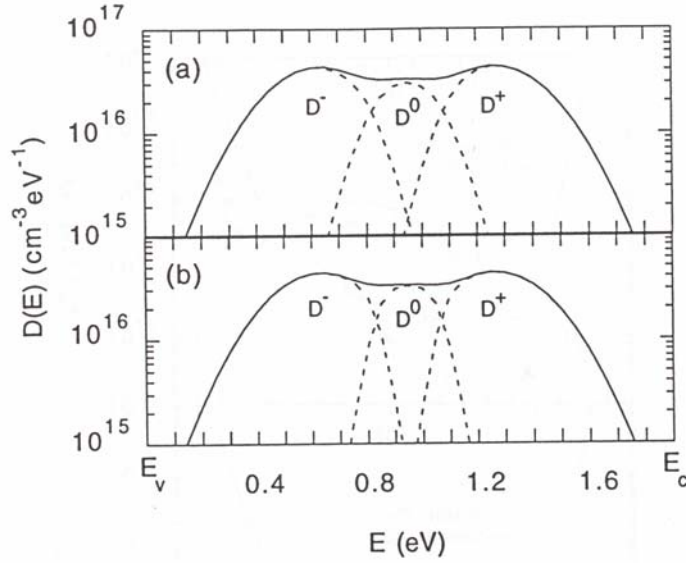 10^17
(a)
D^-
D^0
D^+
10^16
10^15
D(E) (cm^-3 eV^-1)
(b)
D^-
D^0
D^+
10^16
10^15
E_v
0.4
0.8
1.2
1.6
E_c
E (eV)